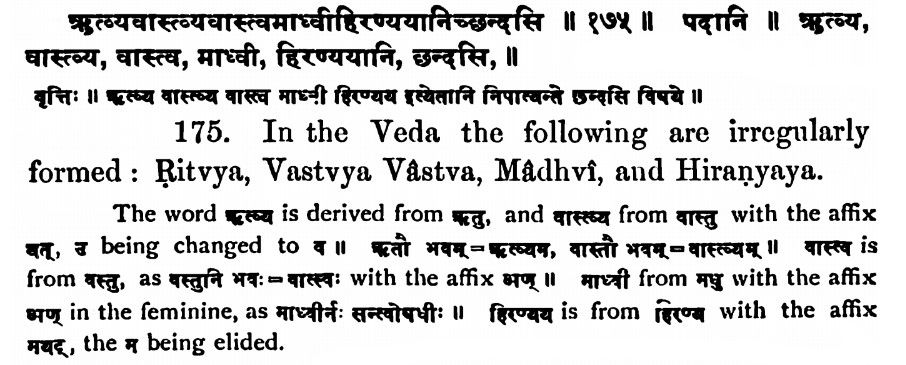 ऋत्व्यवास्त्व्यवास्त्वमाध्वीहिरण्ययानिच्छन्दसि ॥ १७५ ॥ पदानि ॥ ऋत्व्य,
वास्त्व्य, वास्त्व, माध्वी, हिरण्ययानि, छन्दसि, ॥
वृत्तिः ॥ ऋत्व्य वास्त्व्य वास्त्व माध्वी हिरण्यय इत्येतानि निपात्यन्ते छन्दसि विषये ॥
175. In the Veda the following are irregularly
formed : Ṛitvya, Vastvya Vâstva, Mâdhvî, and Hiraṇyaya.
The word ऋत्व्य is derived from ऋतु, and वास्त्व्य from वास्तु with the affix
यत्, उ being changed to व ॥ ऋतौ भवम्=ऋत्व्यम, वास्तौ भवम्=वास्त्व्यम् ॥ वास्त्व is
from वस्तु, as वस्तुनि भवः=वास्त्वः with the affix अण् ॥ माध्वी from मधु with the affix
अण् in the feminine, as माध्वीर्नः सन्त्वोषधीः ॥ हिरण्यय is from हिरण्य with the affix
मयट्, the म being elided.